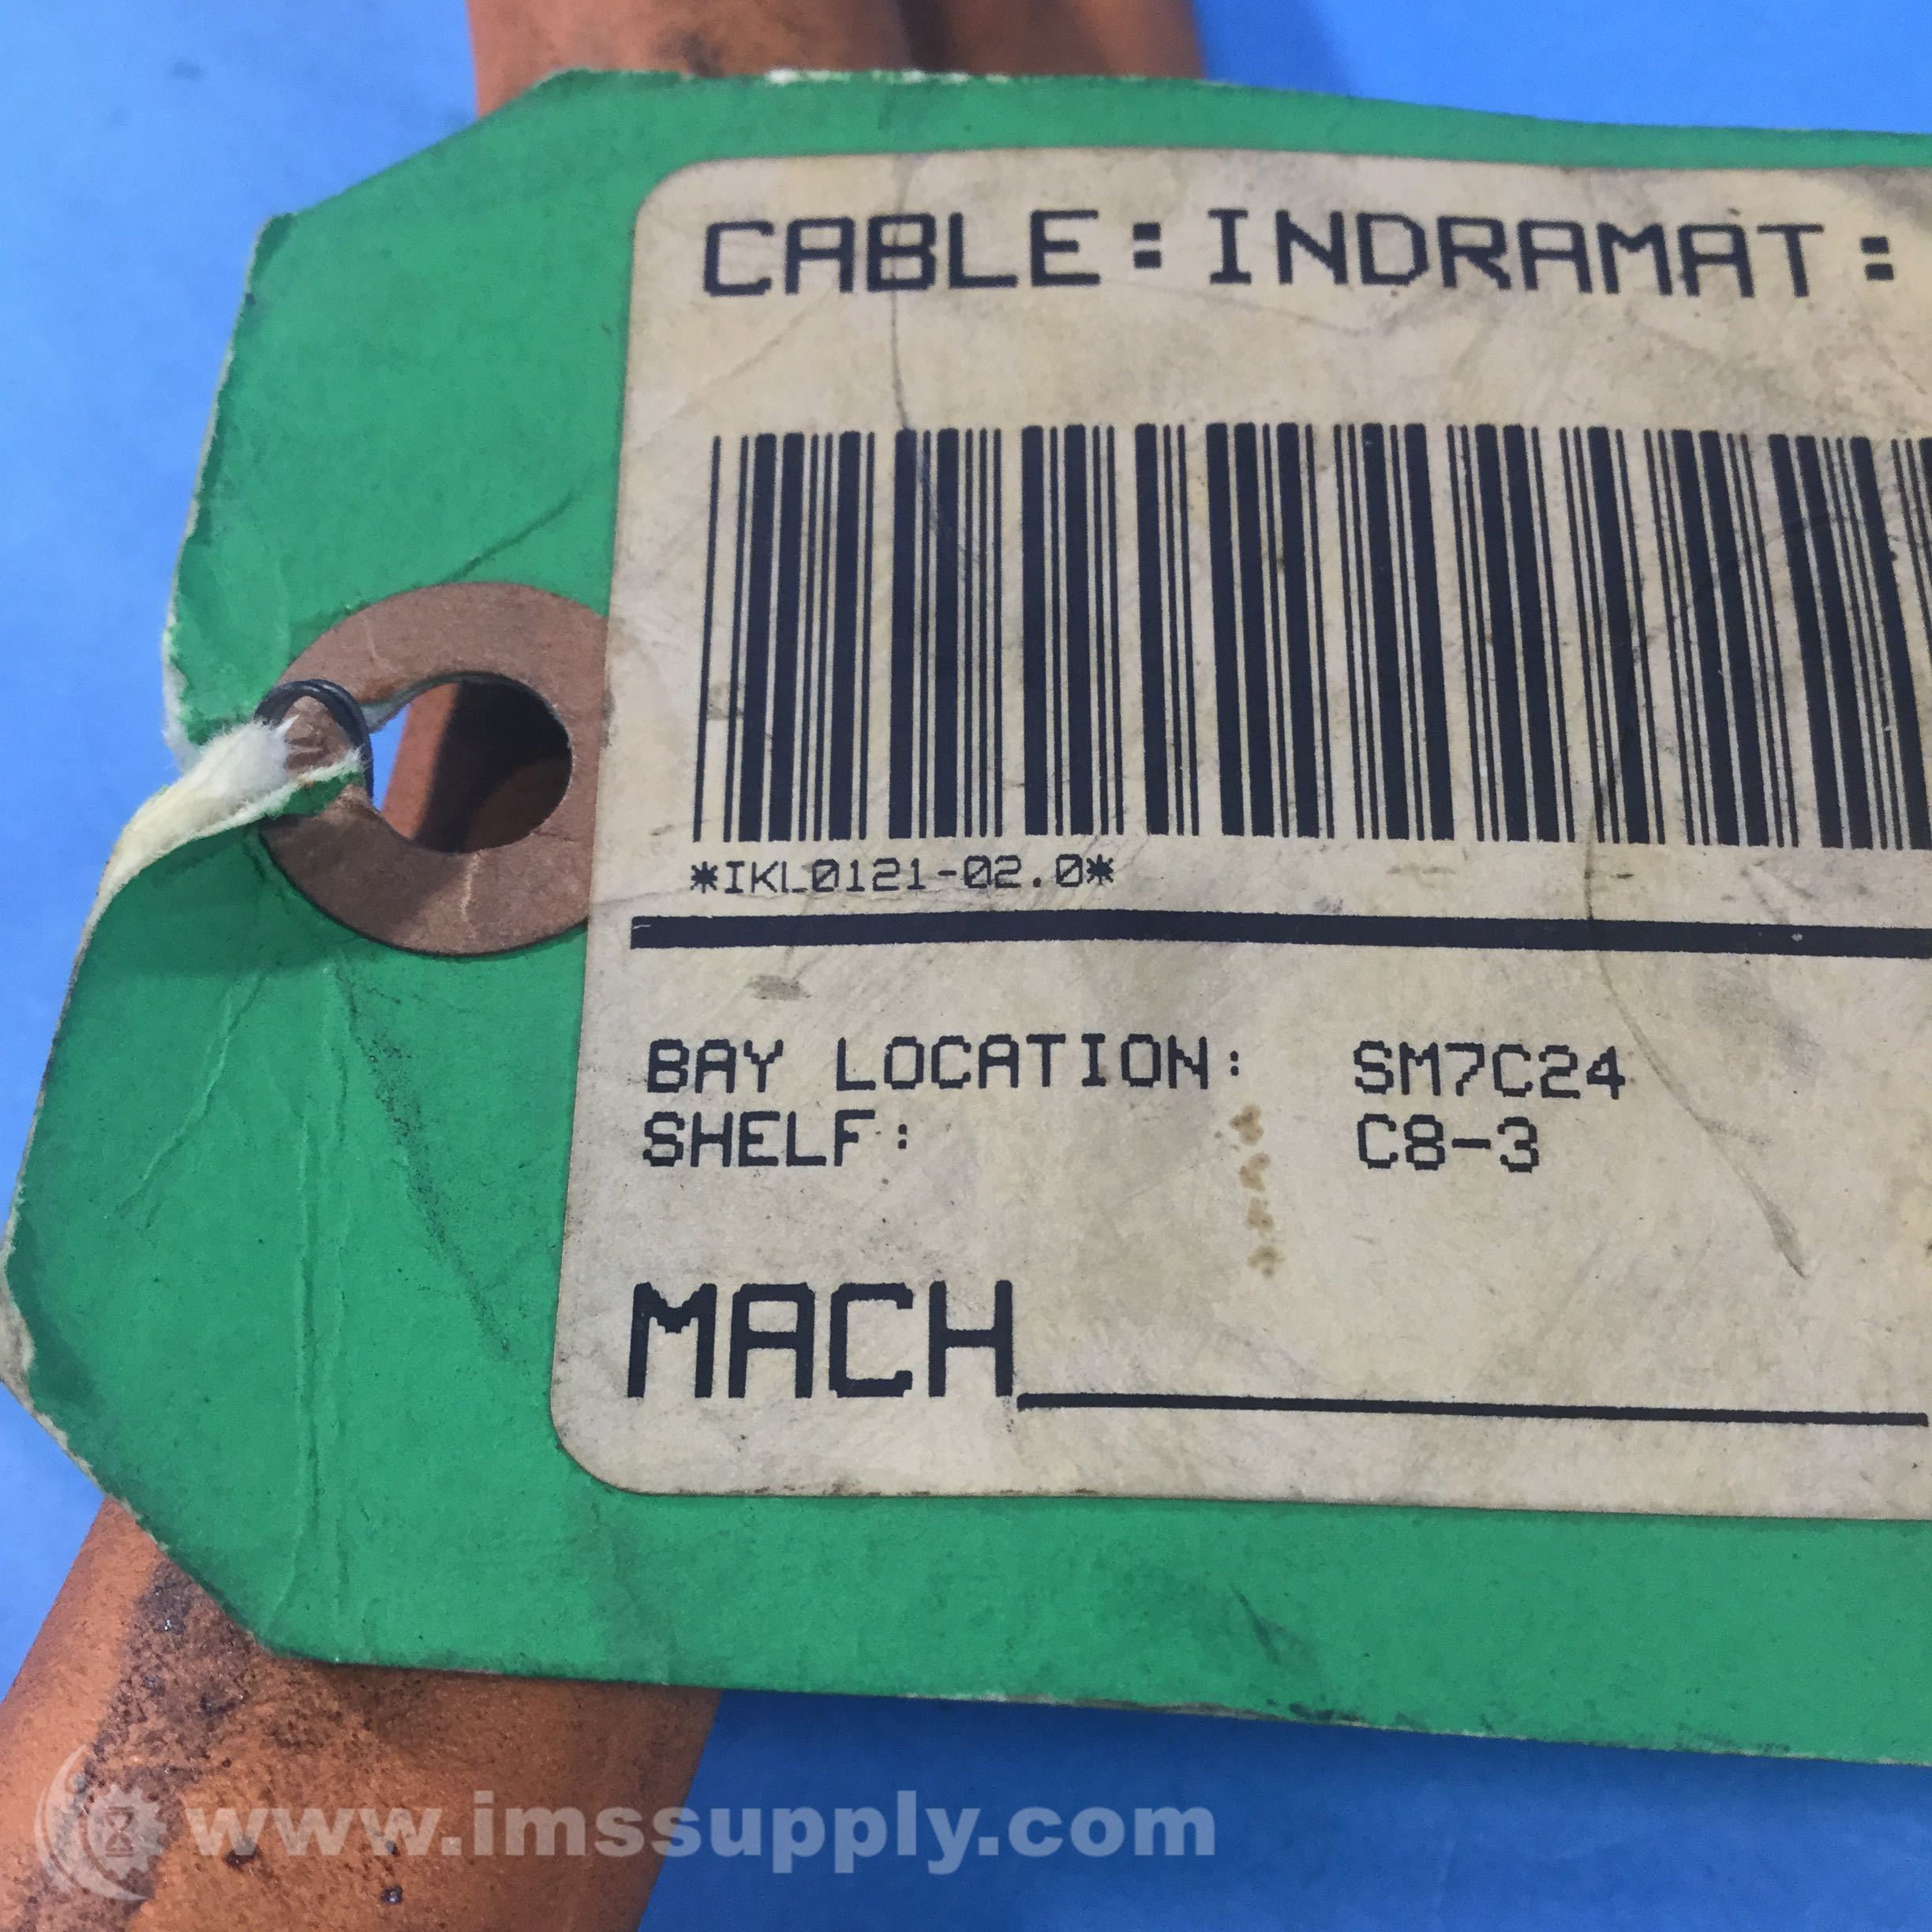 CABLE:INDRAMAT:
*IKL0121-02.0*
BAY LOCATION: SM7C24
SHELF: C8-3
MACH
www.imssupply.com